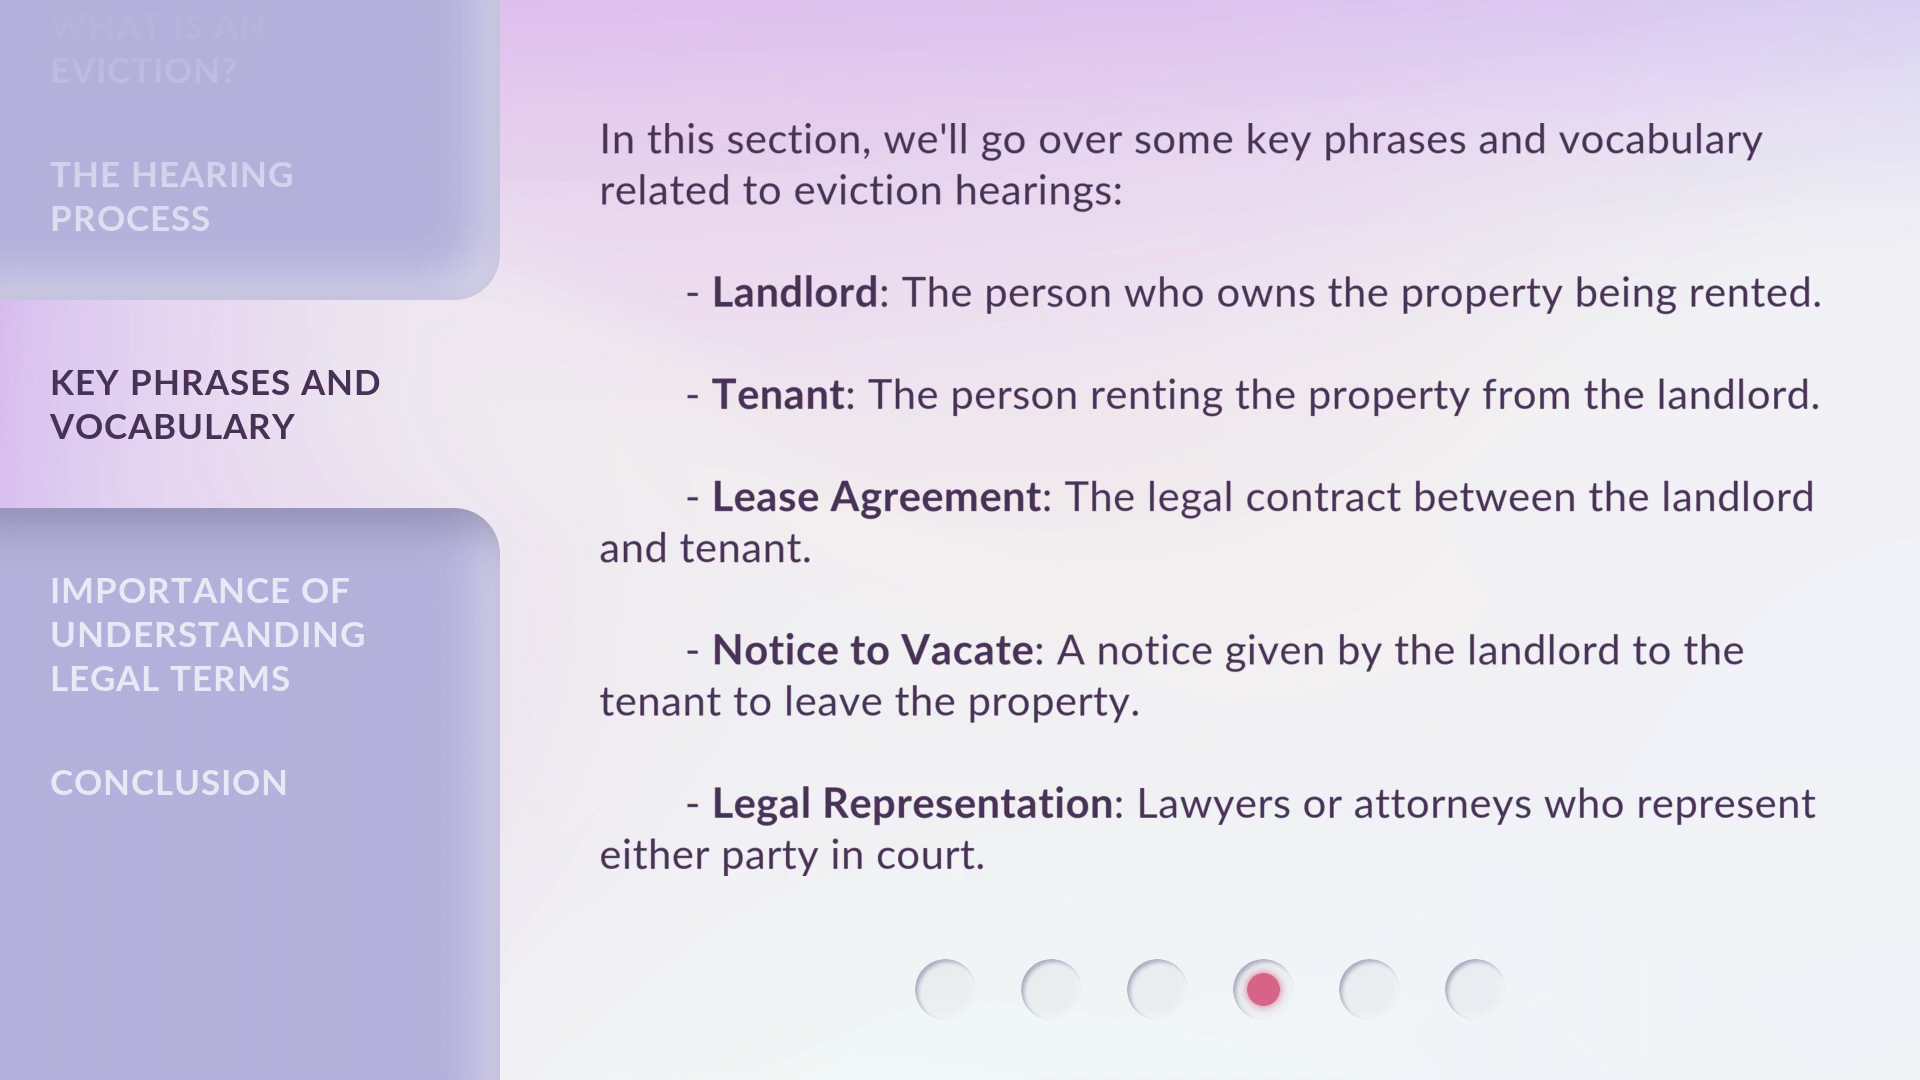 WHAT IS AN
EVICTION?
THE HEARING
PROCESS
KEY PHRASES AND
VOCABULARY
IMPORTANCE OF
UNDERSTANDING
LEGAL TERMS
CONCLUSION
In this section, we'll go over some key phrases and vocabulary
related to eviction hearings:
- Landlord: The person who owns the property being rented.
- Tenant: The person renting the property from the landlord.
- Lease Agreement: The legal contract between the landlord
and tenant.
- Notice to Vacate: A notice given by the landlord to the
tenant to leave the property.
- Legal Representation: Lawyers or attorneys who represent
either party in court.